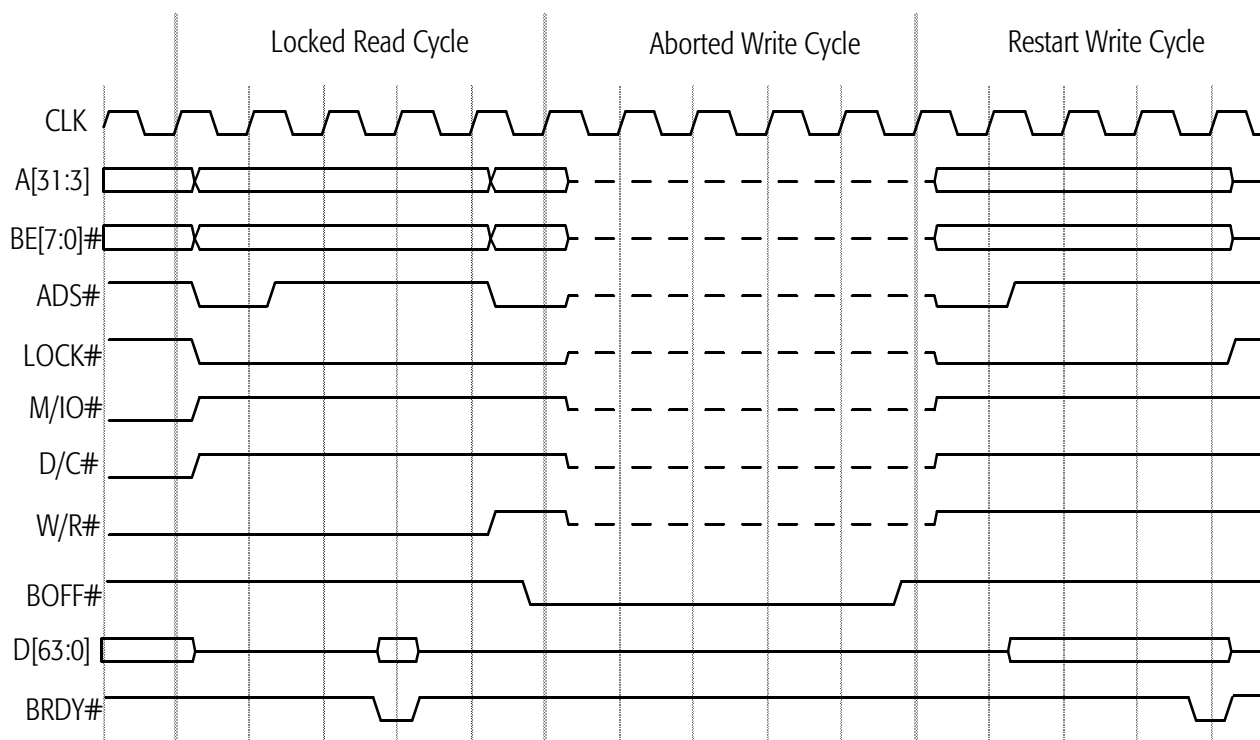 Locked Read Cycle
Aborted Write Cycle
Restart Write Cycle
CLK
A[31:3]
BE[7:0]#
ADS#
LOCK#
M/IO#
D/C#
W/R#
BOFF#
D[63:0]
BRDY#